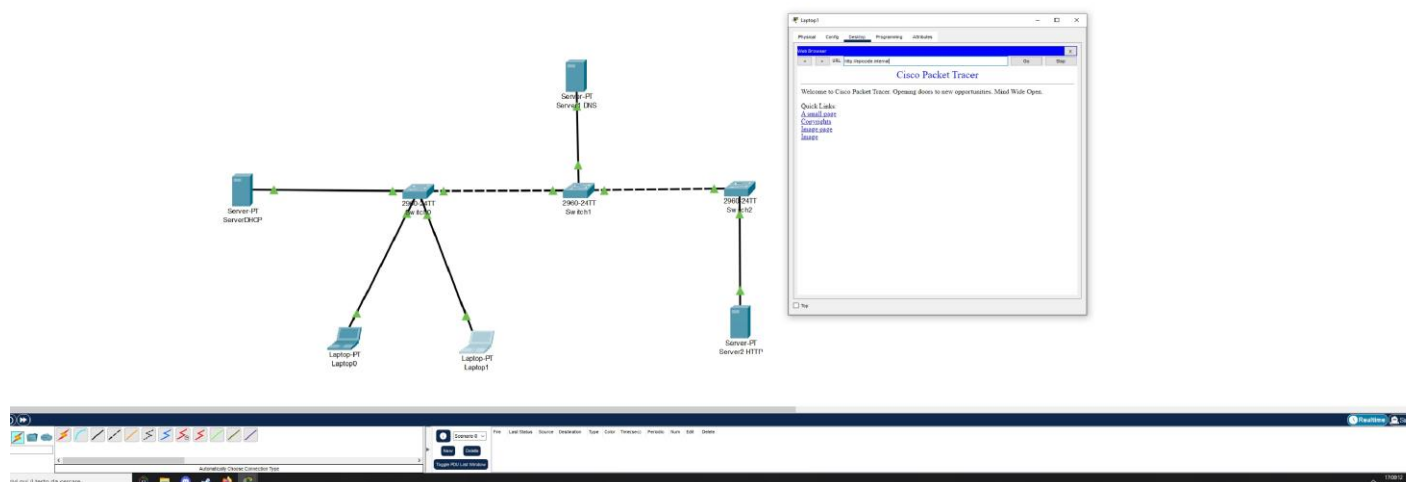 Laptop1
Physical Config Desktop Programming Attributes
Web Browser
X
< > URL Go Stop
Cisco Packet Tracer
Welcome to Cisco Packet Tracer. Opening doors to new opportunities. Mind Wide Open.
Quick Links:
A small page
Copyrights
Image page
Image
Top
Server-PT
Server1 DNS
Server-PT
ServerDHCP
2960-24TT
Switch0
2960-24TT
Switch1
2960-24TT
Switch2
Laptop-PT
Laptop0
Laptop-PT
Laptop1
Server-PT
Server2 HTTP
Realtime
Scenario 0
Fire Last Status Source Destination Type Color Time(sec) Periodic Num Edit Delete
New Delete
Toggle PDU List Window
Automatically Choose Connection Type